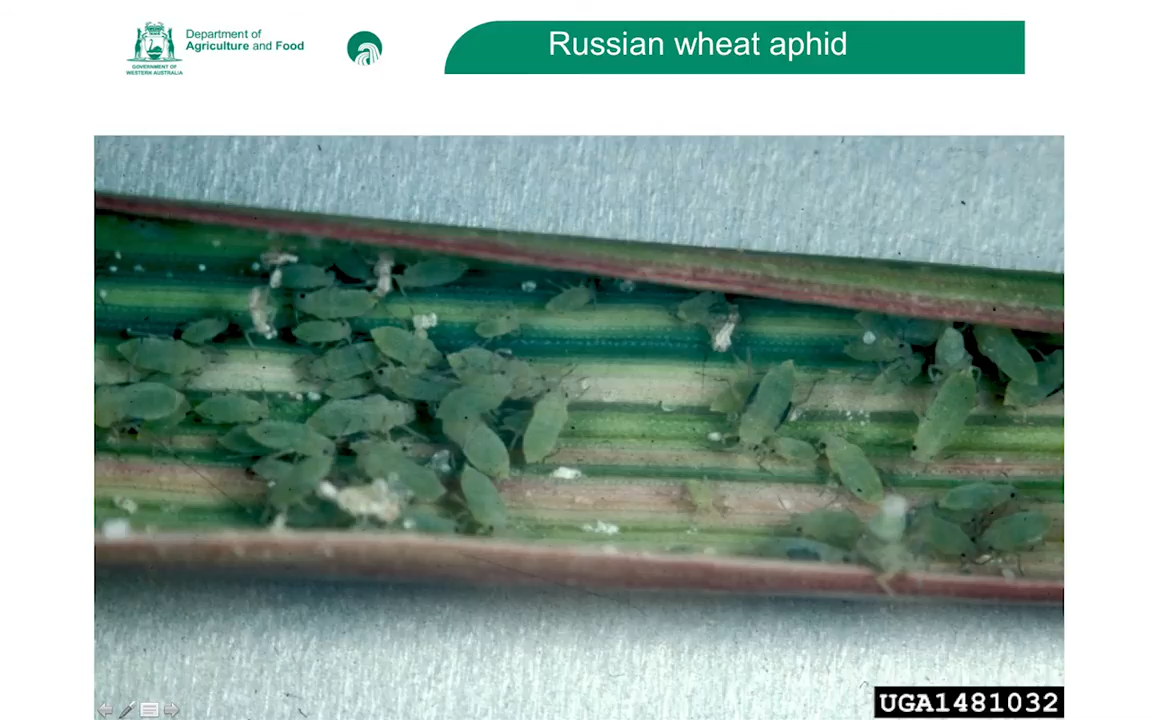 Department of
Agriculture and Food
GOVERNMENT OF
WESTERN AUSTRALIA
Russian wheat aphid
UGA1481032